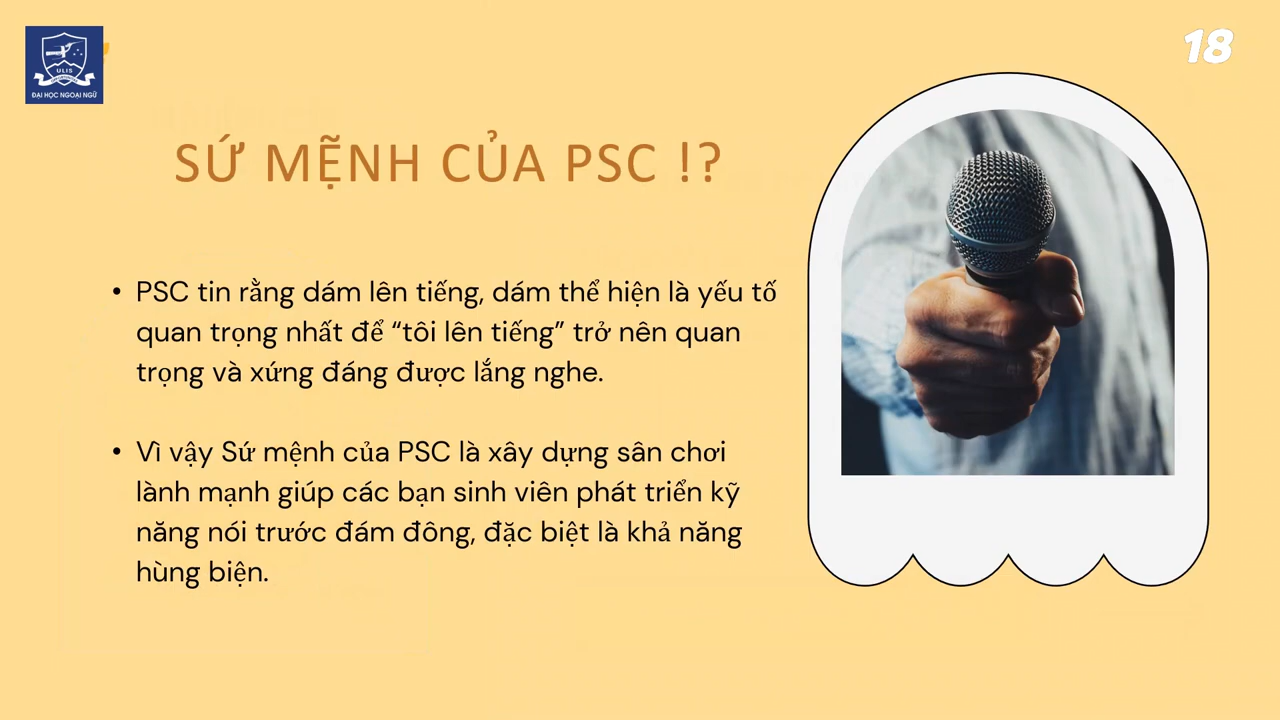 ULIS
ĐẠI HỌC NGOẠI NGỮ
18
SỨ MẼNH CỦA PSC !?
• PSC tin rằng dám lên tiếng, dám thể hiện là yếu tố
quan trọng nhất để “tôi lên tiếng” trở nên quan
trọng và xứng đáng được lắng nghe.
• Vì vậy Sứ mệnh của PSC là xây dựng sân chơi
lành mạnh giúp các bạn sinh viên phát triển kỹ
năng nói trước đám đông, đặc biệt là khả năng
hùng biện.